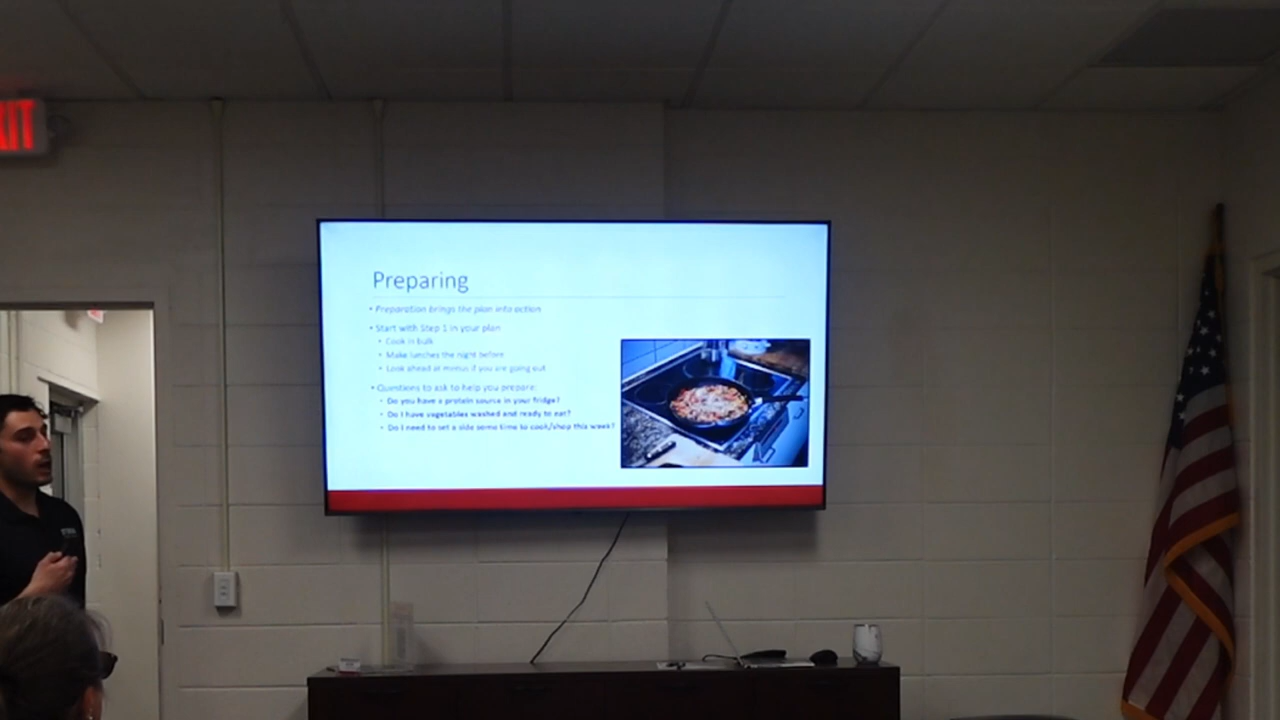 XIT
Preparing
• Preparation brings the plan into action
• Start with Step 1 in your plan
• Cook in bulk
• Make lunches the night before
• Look ahead at menus if you are going out
• Questions to ask to help you prepare:
• Do you have a protein source in your fridge?
• Do I have vegetables washed and ready to eat?
• Do I need to set a side some time to cook/shop this week?